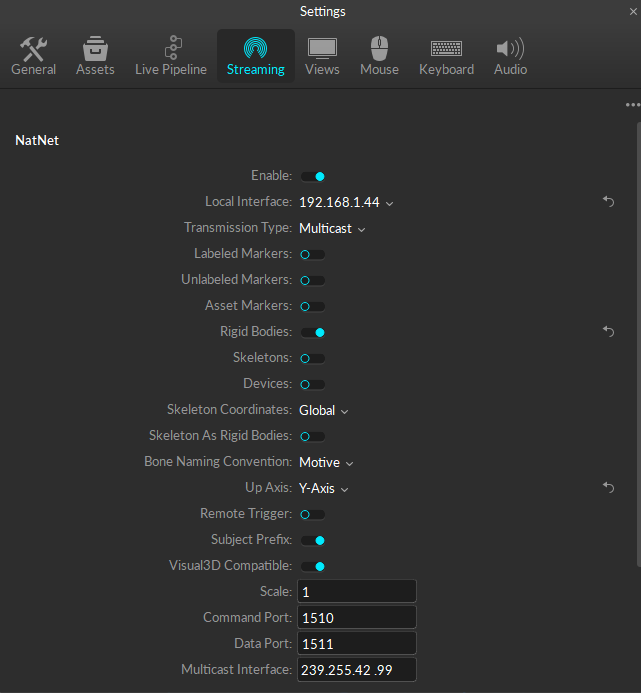 Settings
General Assets Live Pipeline Streaming Views Mouse Keyboard Audio
NatNet
Enable:
Local Interface: 192.168.1.44
Transmission Type: Multicast
Labeled Markers:
Unlabeled Markers:
Asset Markers:
Rigid Bodies:
Skeletons:
Devices:
Skeleton Coordinates: Global
Skeleton As Rigid Bodies:
Bone Naming Convention: Motive
Up Axis: Y-Axis
Remote Trigger:
Subject Prefix:
Visual3D Compatible:
Scale: 1
Command Port: 1510
Data Port: 1511
Multicast Interface: 239.255.42 .99